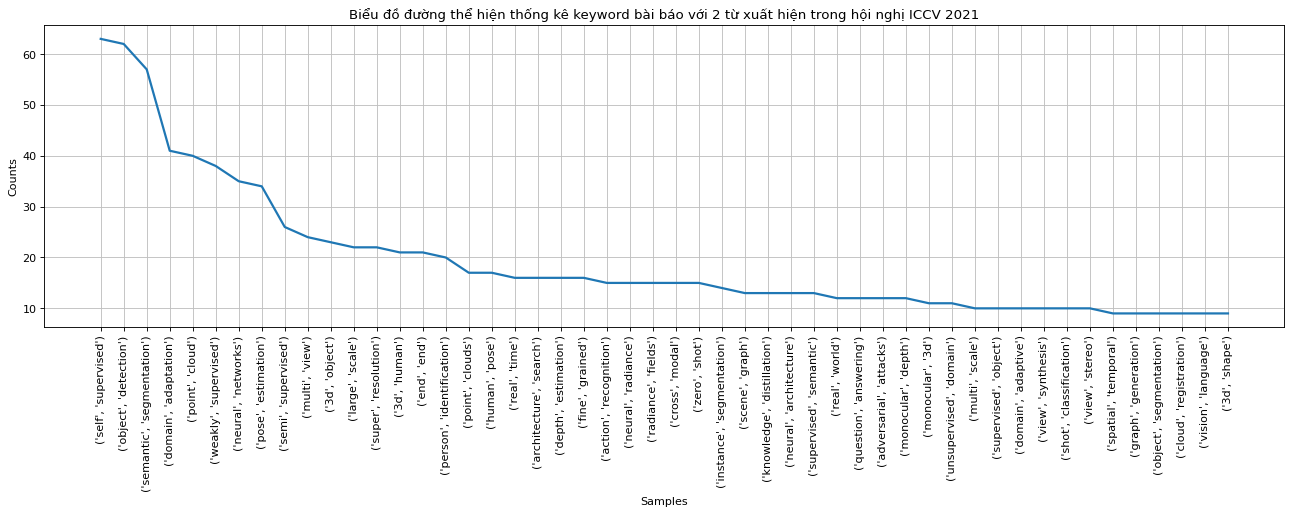 Biểu đồ đường thể hiện thống kê keyword bài báo với 2 từ xuất hiện trong hội nghị ICCV 2021
60
50
40
30
20
10
Counts
('self', 'supervised')
('object', 'detection')
('semantic', 'segmentation')
('domain', 'adaptation')
('point', 'cloud')
('weakly', 'supervised')
('neural', 'networks')
('pose', 'estimation')
('semi', 'supervised')
('multi', 'view')
('3d', 'object')
('large', 'scale')
('super', 'resolution')
('3d', 'human')
('end', 'end')
('person', 'identification')
('point', 'clouds')
('human', 'pose')
('real', 'time')
('architecture', 'search')
('depth', 'estimation')
('fine', 'grained')
('action', 'recognition')
('neural', 'radiance')
('radiance', 'fields')
('cross', 'modal')
('zero', 'shot')
('instance', 'segmentation')
('scene', 'graph')
('knowledge', 'distillation')
('neural', 'architecture')
('supervised', 'semantic')
('real', 'world')
('question', 'answering')
('adversarial', 'attacks')
('monocular', 'depth')
('monocular', '3d')
('unsupervised', 'domain')
('multi', 'scale')
('supervised', 'object')
('domain', 'adaptive')
('view', 'synthesis')
('shot', 'classification')
('view', 'stereo')
('spatial', 'temporal')
('graph', 'generation')
('object', 'segmentation')
('cloud', 'registration')
('vision', 'language')
('3d', 'shape')
Samples